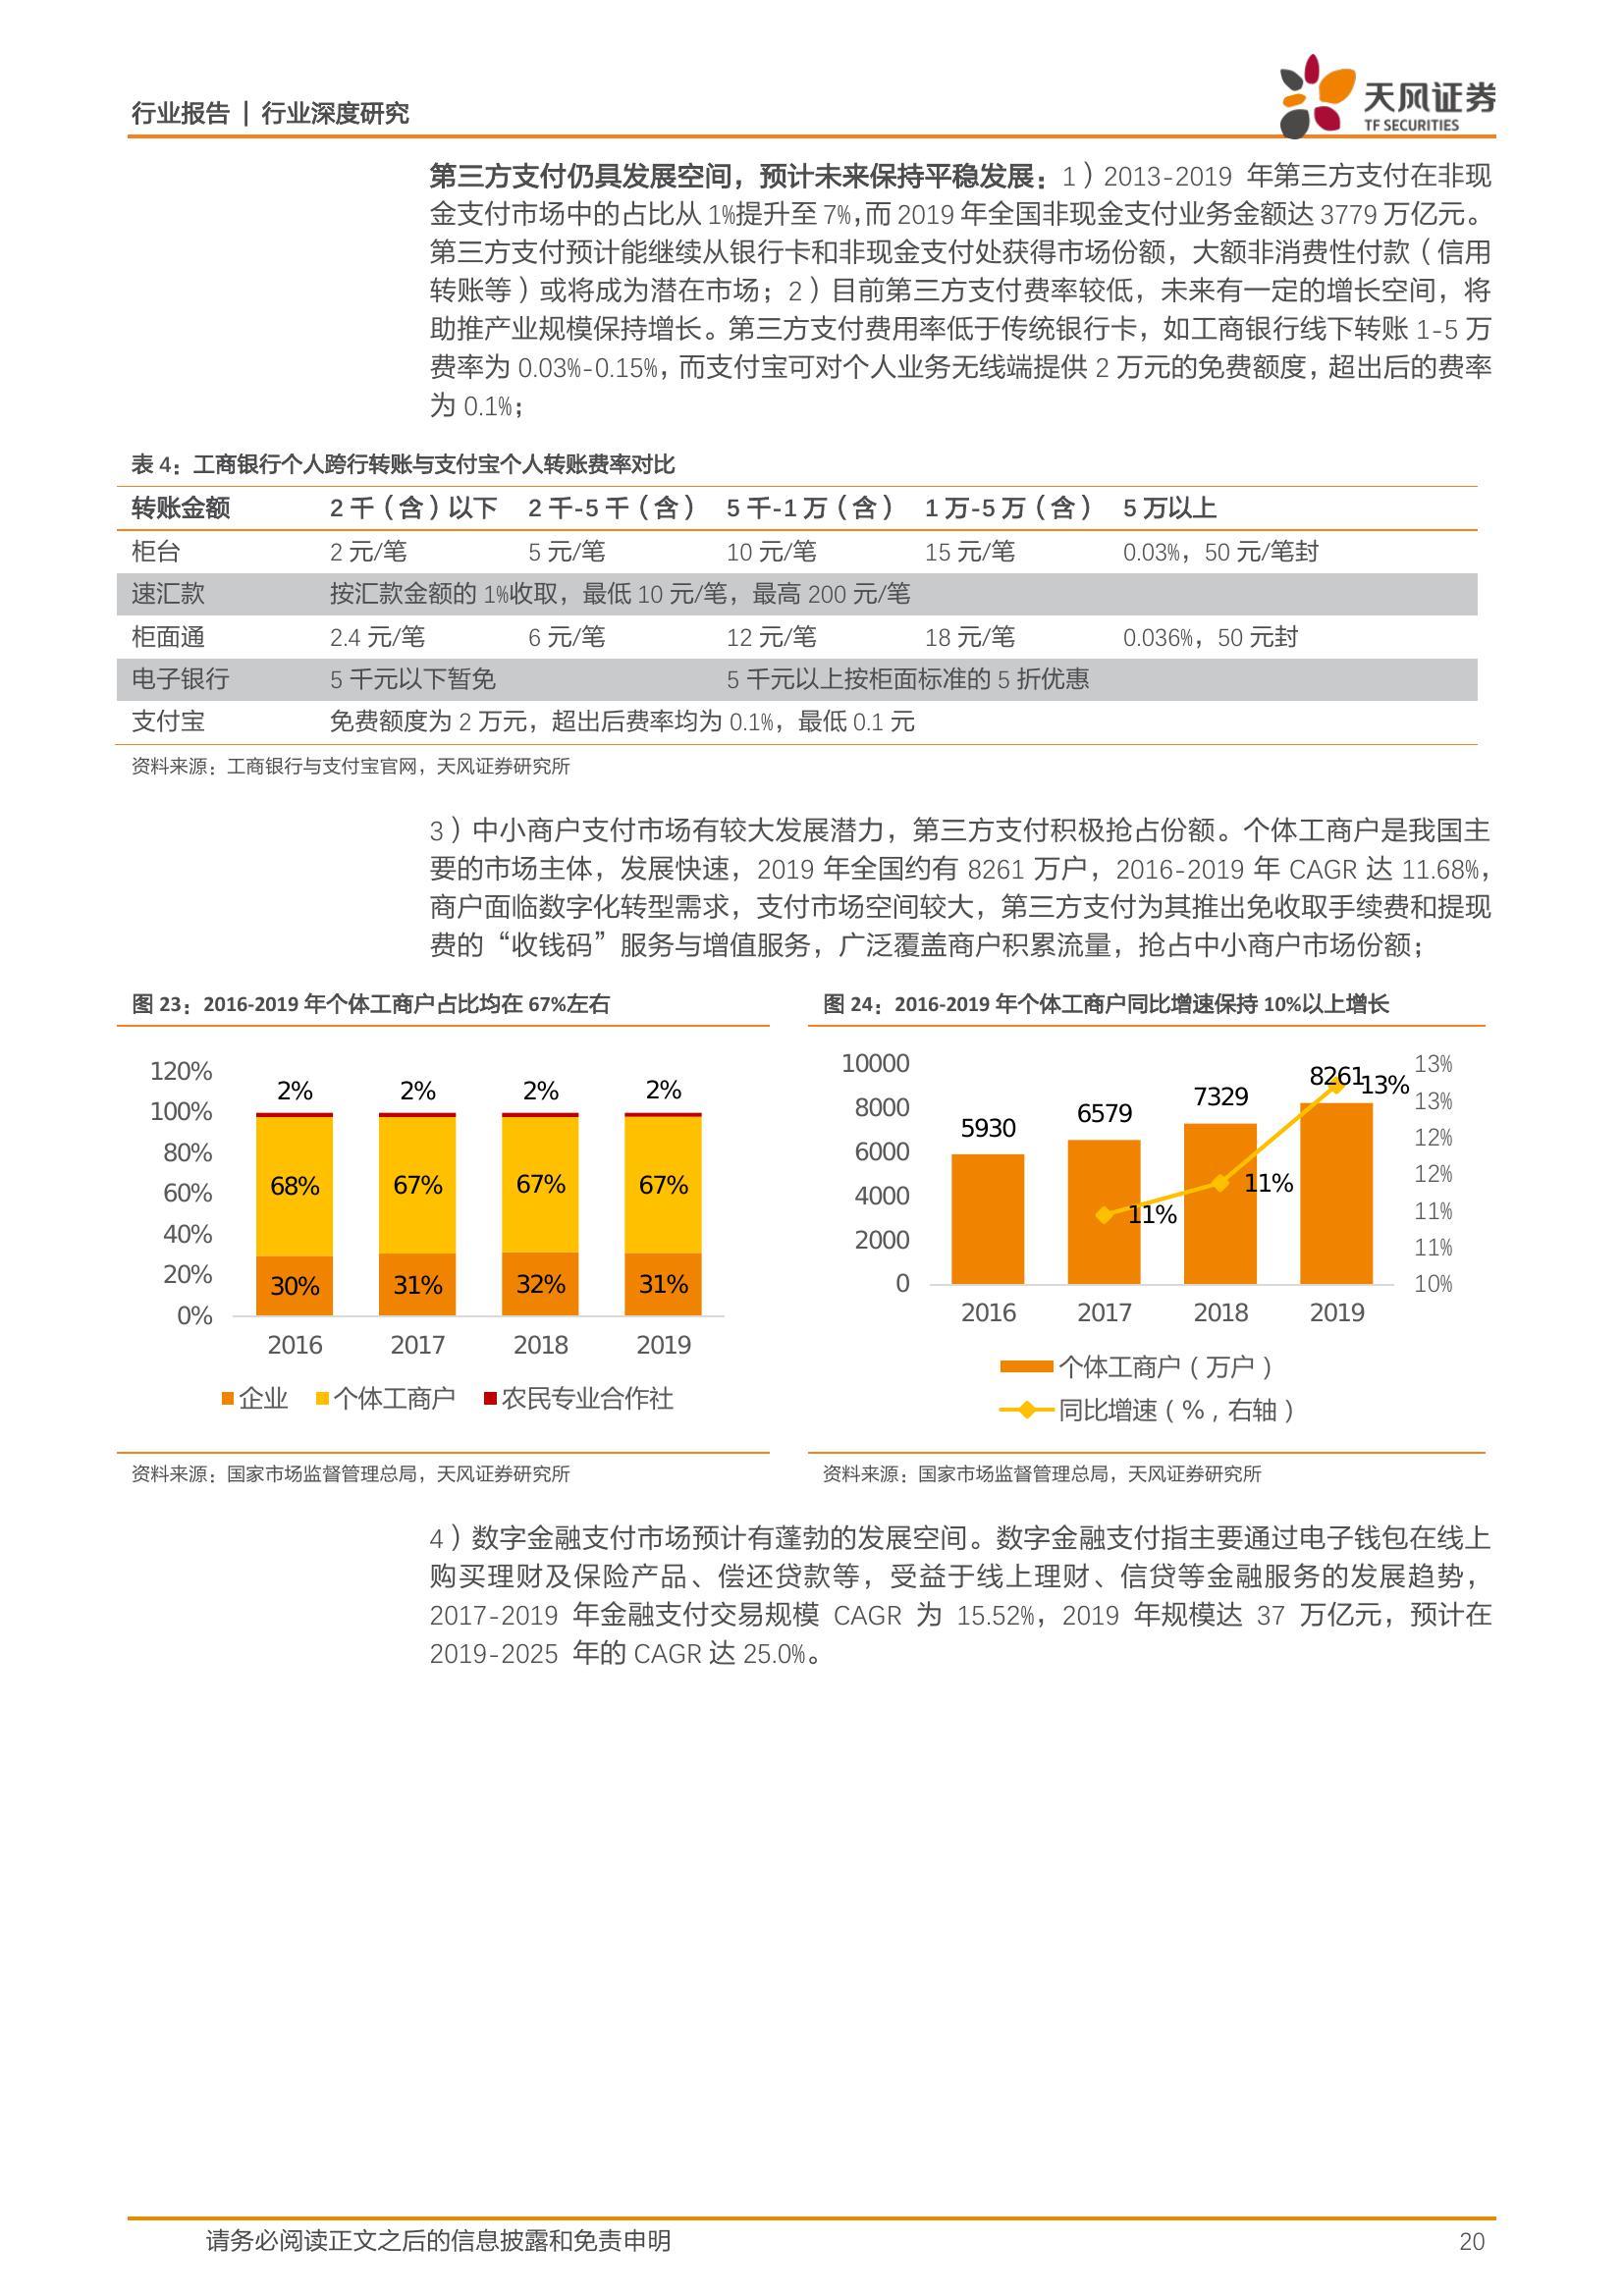 行业报告 | 行业深度研究
天风证券
TF SECURITIES
第三方支付仍具发展空间，预计未来保持平稳发展：1）2013-2019 年第三方支付在非现
金支付市场中的占比从 1%提升至 7%，而 2019 年全国非现金支付业务金额达 3779 万亿元。
第三方支付预计能继续从银行卡和非现金支付处获得市场份额，大额非消费性付款（信用
转账等）或将成为潜在市场；2）目前第三方支付费率较低，未来有一定的增长空间，将
助推产业规模保持增长。第三方支付费用率低于传统银行卡，如工商银行线下转账 1-5 万
费率为 0.03%-0.15%，而支付宝可对个人业务无线端提供 2 万元的免费额度，超出后的费率
为 0.1%；
表 4：工商银行个人跨行转账与支付宝个人转账费率对比
转账金额 2 千（含）以下 2 千-5 千（含） 5 千-1 万（含） 1 万-5 万（含） 5 万以上
柜台 2 元/笔 5 元/笔 10 元/笔 15 元/笔 0.03%，50 元/笔封
速汇款 按汇款金额的 1%收取，最低 10 元/笔，最高 200 元/笔
柜面通 2.4 元/笔 6 元/笔 12 元/笔 18 元/笔 0.036%，50 元封
电子银行 5 千元以下暂免 5 千元以上按柜面标准的 5 折优惠
支付宝 免费额度为 2 万元，超出后费率均为 0.1%，最低 0.1 元
资料来源：工商银行与支付宝官网，天风证券研究所
3）中小商户支付市场有较大发展潜力，第三方支付积极抢占份额。个体工商户是我国主
要的市场主体，发展快速，2019 年全国约有 8261 万户，2016-2019 年 CAGR 达 11.68%，
商户面临数字化转型需求，支付市场空间较大，第三方支付为其推出免收取手续费和提现
费的“收钱码”服务与增值服务，广泛覆盖商户积累流量，抢占中小商户市场份额；
图 23：2016-2019 年个体工商户占比均在 67%左右
120%
100%
80%
60%
40%
20%
0%
2% 2% 2% 2%
68% 67% 67% 67%
30% 31% 32% 31%
2016 2017 2018 2019
企业 个体工商户 农民专业合作社
资料来源：国家市场监督管理总局，天风证券研究所
图 24：2016-2019 年个体工商户同比增速保持 10%以上增长
10000
8000
6000
4000
2000
0
5930 6579 7329 8261
11% 11% 13%
13%
13%
12%
12%
11%
11%
10%
2016 2017 2018 2019
个体工商户（万户）
同比增速（%，右轴）
资料来源：国家市场监督管理总局，天风证券研究所
4）数字金融支付市场预计有蓬勃的发展空间。数字金融支付指主要通过电子钱包在线上
购买理财及保险产品、偿还贷款等，受益于线上理财、信贷等金融服务的发展趋势，
2017-2019 年金融支付交易规模 CAGR 为 15.52%，2019 年规模达 37 万亿元，预计在
2019-2025 年的 CAGR 达 25.0%。
请务必阅读正文之后的信息披露和免责申明 20